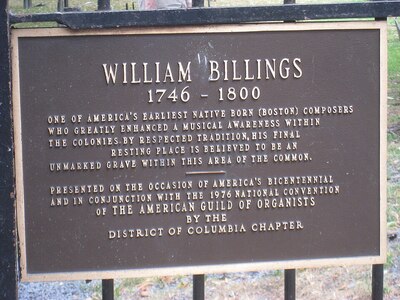 WILLIAM BILLINGS
1746 - 1800
ONE OF AMERICA'S EARLIEST NATIVE BORN (BOSTON) COMPOSERS
WHO GREATLY ENHANCED A MUSICAL AWARENESS WITHIN
THE COLONIES. BY RESPECTED TRADITION, HIS FINAL
RESTING PLACE IS BELIEVED TO BE AN
UNMARKED GRAVE WITHIN THIS AREA OF THE COMMON.
PRESENTED ON THE OCCASION OF AMERICA'S BICENTENNIAL
AND IN CONJUNCTION WITH THE 1976 NATIONAL CONVENTION
OF THE AMERICAN GUILD OF ORGANISTS
BY THE
DISTRICT OF COLUMBIA CHAPTER